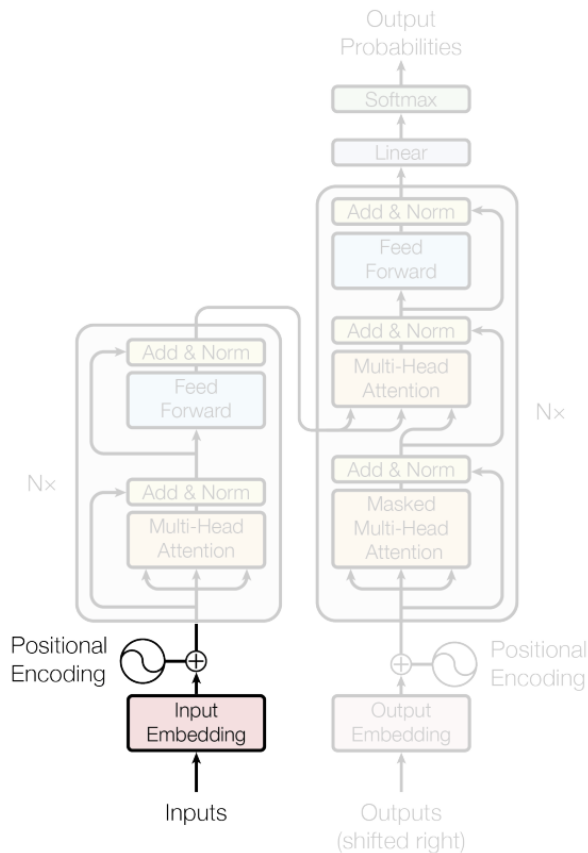 Output
Probabilities
Softmax
Linear
Add & Norm
Feed
Forward
Add & Norm
Multi-Head
Attention
Nx
Add & Norm
Masked
Multi-Head
Attention
Add & Norm
Feed
Forward
Nx
Add & Norm
Multi-Head
Attention
Positional
Encoding
Input
Embedding
Inputs
Positional
Encoding
Output
Embedding
Outputs
(shifted right)